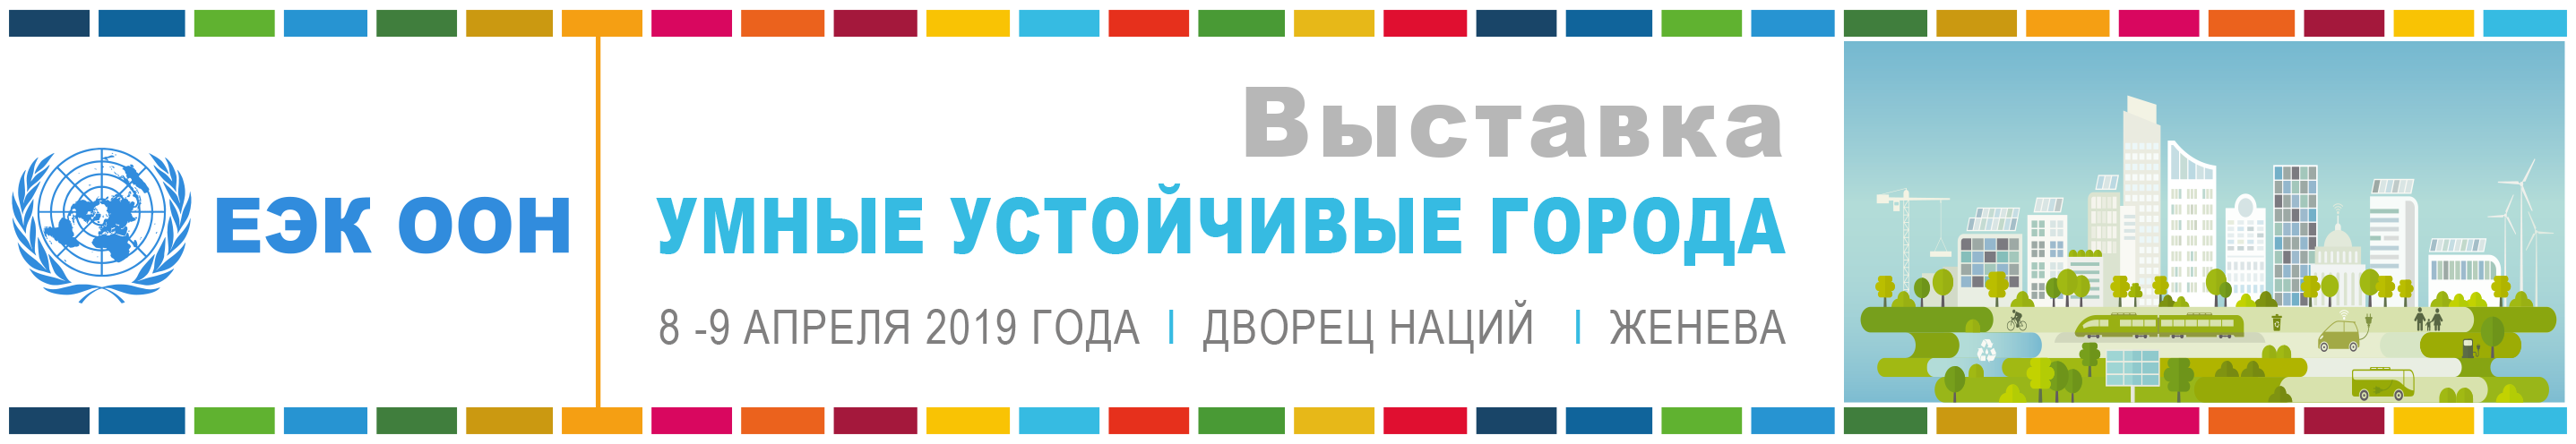 ЕЭК ООН
Выставка
УМНЫЕ УСТОЙЧИВЫЕ ГОРОДА
8 -9 АПРЕЛЯ 2019 ГОДА | ДВОРЕЦ НАЦИЙ | ЖЕНЕВА